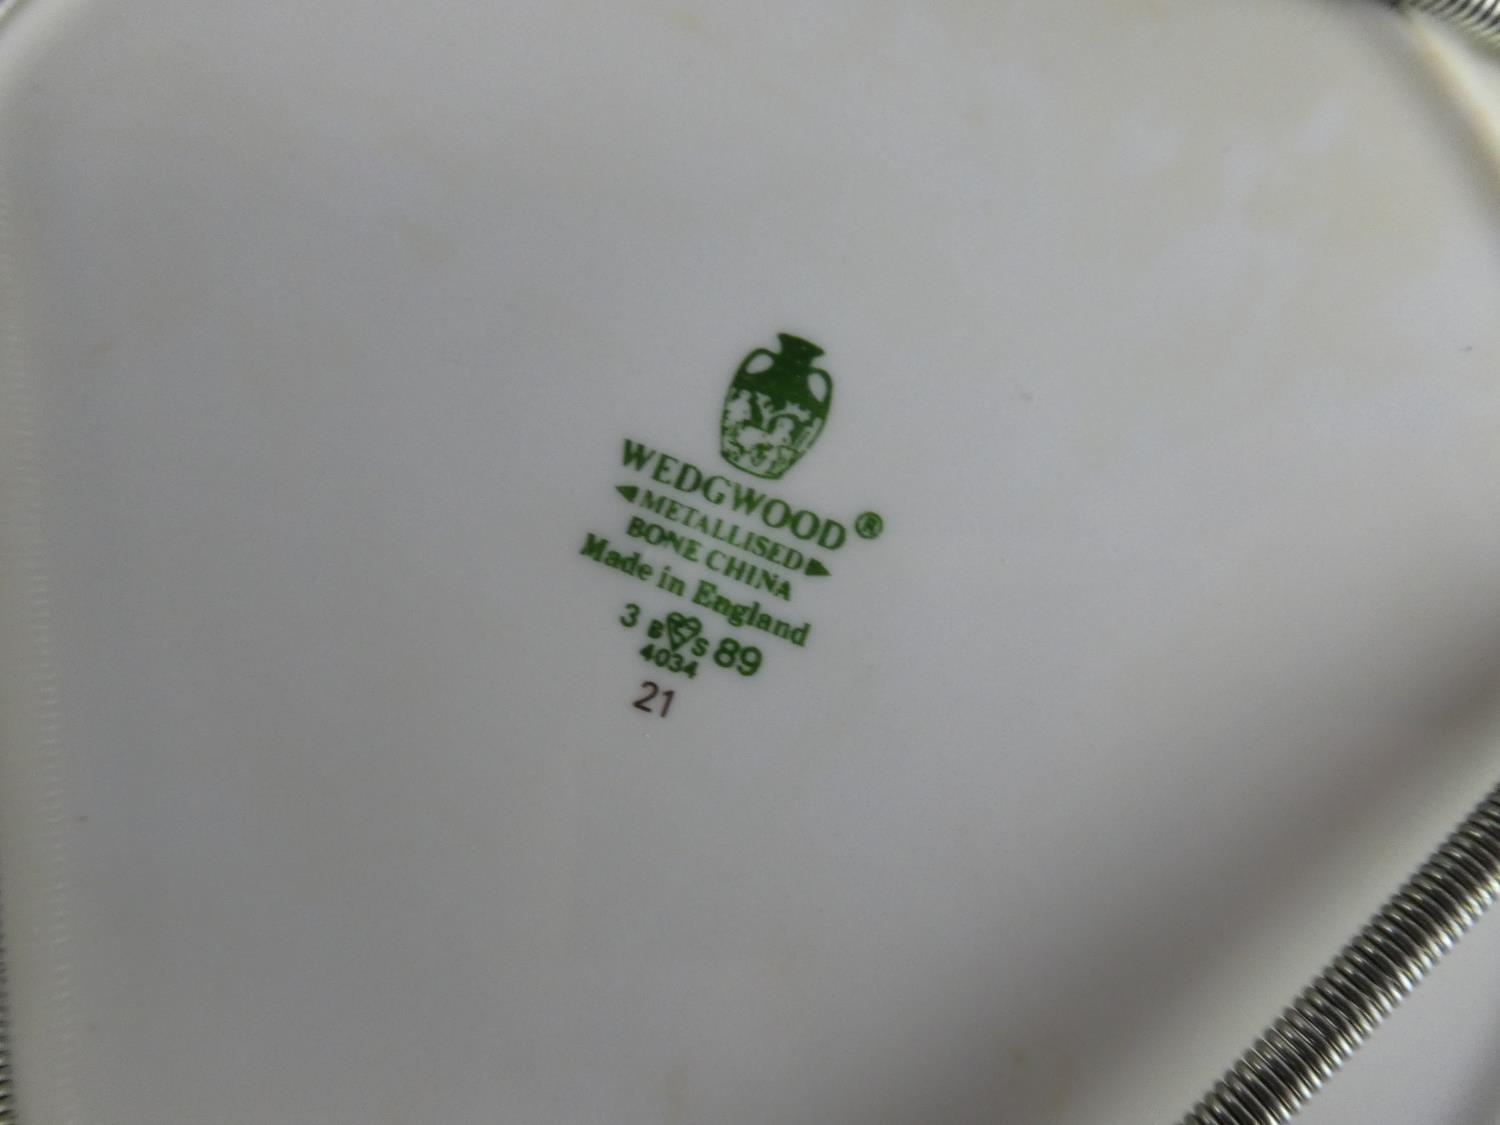 WEDGWOOD®
METALLISED
BONE CHINA
Made in England
3 B S 89
4034
21